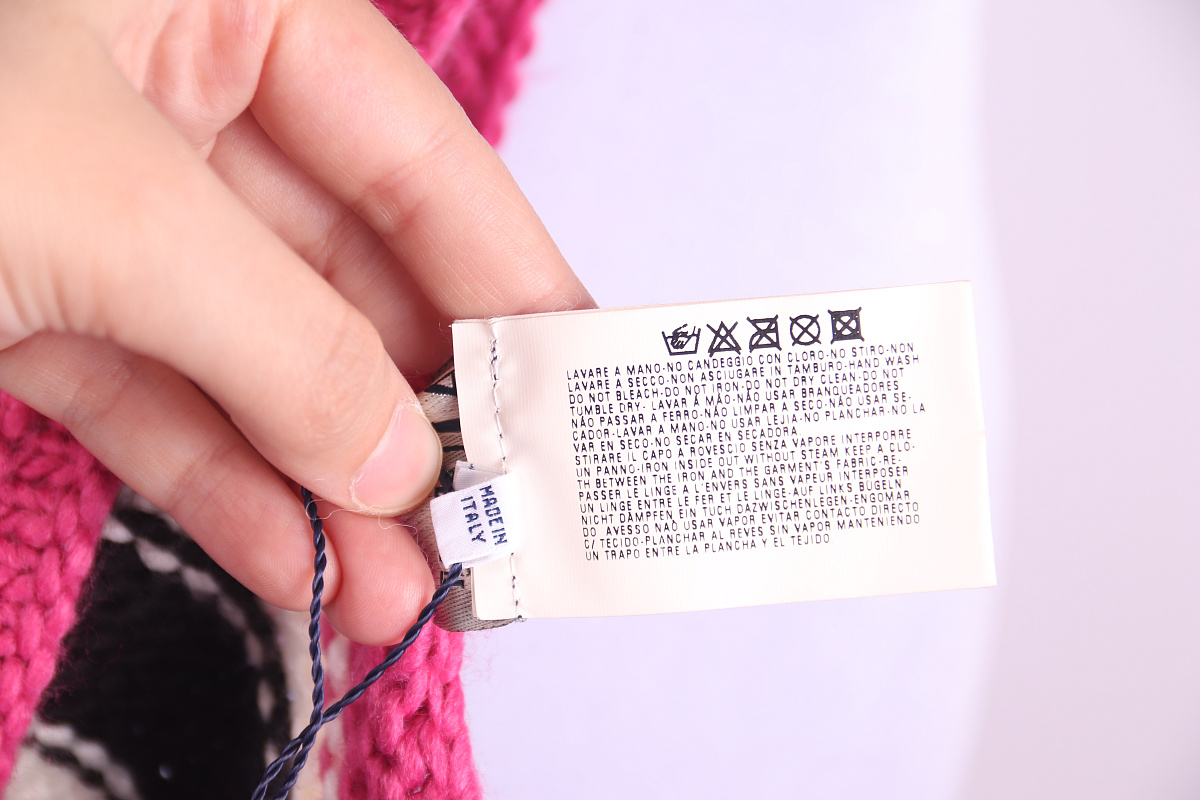 LAVARE A MANO-NO CANDEGGIO CON CLORO-NO STIRO-NON
LAVARE A SECCO-NON ASCIUGARE IN TAMBURO-HAND WASH
DO NOT BLEACH-DO NOT IRON-DO NOT DRY CLEAN-DO NOT
TUMBLE DRY- LAVAR Á MÃO-NÃO USAR BRANQUEADORES
NÃO PASSAR A FERRO-NÃO LIMPAR A SECO-NÃO USAR SE-
CADOR-LAVAR A MANO-NO USAR LEJIA-NO PLANCHAR-NO LA
VAR EN SECO-NO SECAR EN SECADORA
STIRARE IL CAPO A ROVESCIO SENZA VAPORE INTERPORRE
UN PANNO-IRON INSIDE OUT WITHOUT STEAM KEEP A CLO-
TH BETWEEN THE IRON AND THE GARMENT'S FABRIC-RE-
PASSER LE LINGE A L'ENVERS SANS VAPEUR INTERPOSER
UN LINGE ENTRE LE FER ET LE LINGE-AUF LINKS BÜGELN
NICHT DÄMPFEN EIN TUCH DAZWISCHENLEGEN-ENGOMAR
DO AVESSO NAO USAR VAPOR EVITAR CONTACTO DIRECTO
C/ TECIDO-PLANCHAR AL REVES SIN VAPOR MANTENIENDO
UN TRAPO ENTRE LA PLANCHA Y EL TEJIDO
MADE IN
ITALY